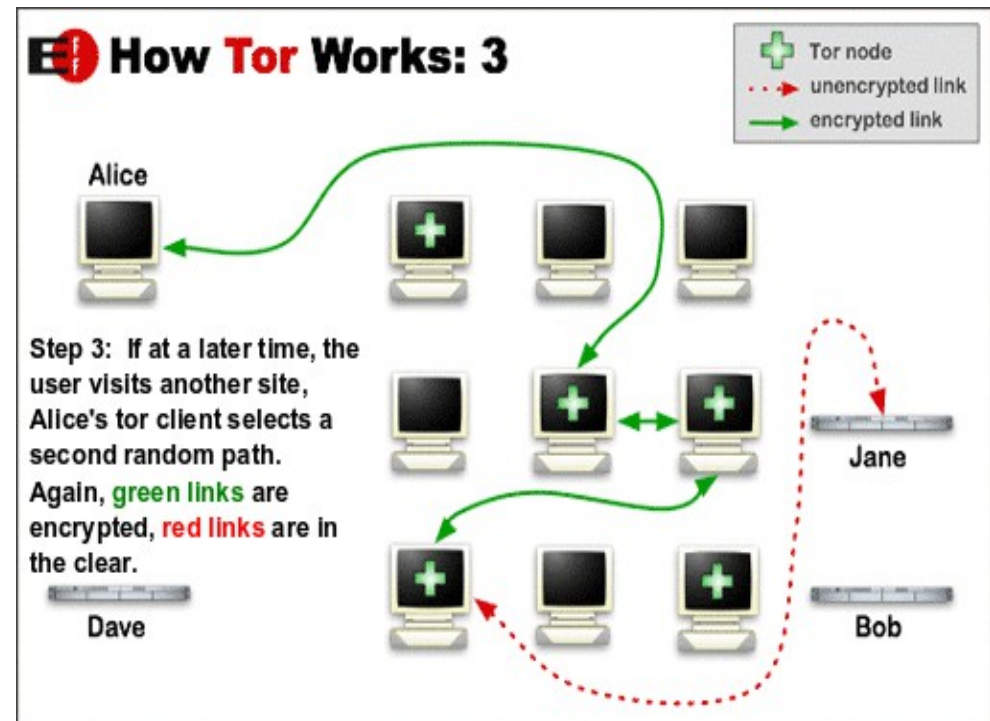 EFF How Tor Works: 3
Tor node
unencrypted link
encrypted link
Alice
Step 3: If at a later time, the
user visits another site,
Alice's tor client selects a
second random path.
Again, green links are
encrypted, red links are in
the clear.
Jane
Dave
Bob